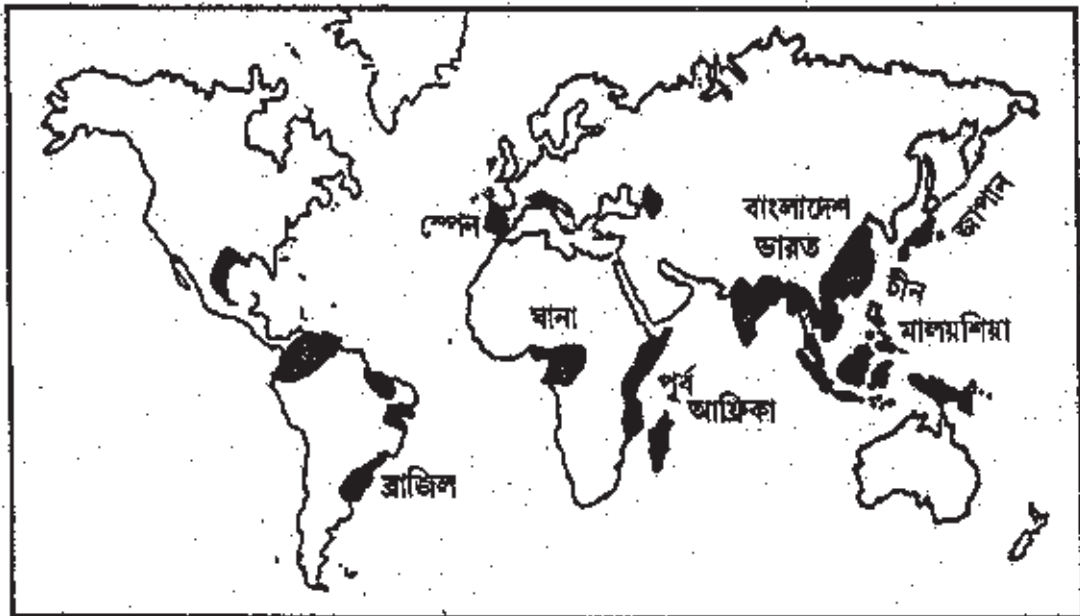 স্পেন
বাংলাদেশ
ভারত
জাপান
চীন
মালয়শিয়া
ঘানা
পূর্ব
আফ্রিকা
ব্রাজিল